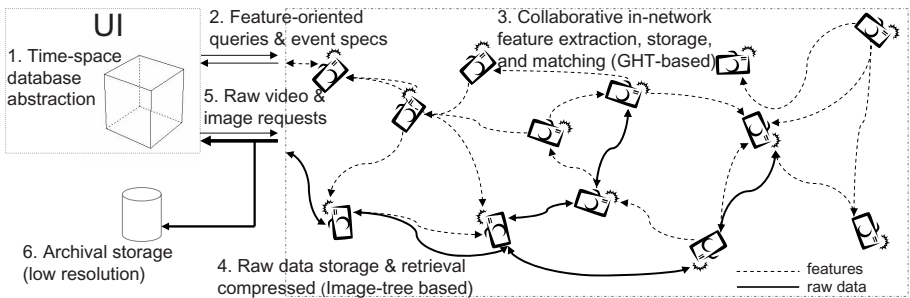 UI
1. Time-space
database
abstraction
2. Feature-oriented
queries & event specs
3. Collaborative in-network
feature extraction, storage,
and matching (GHT-based)
5. Raw video &
image requests
6. Archival storage
(low resolution)
4. Raw data storage & retrieval
compressed (Image-tree based)
features
raw data